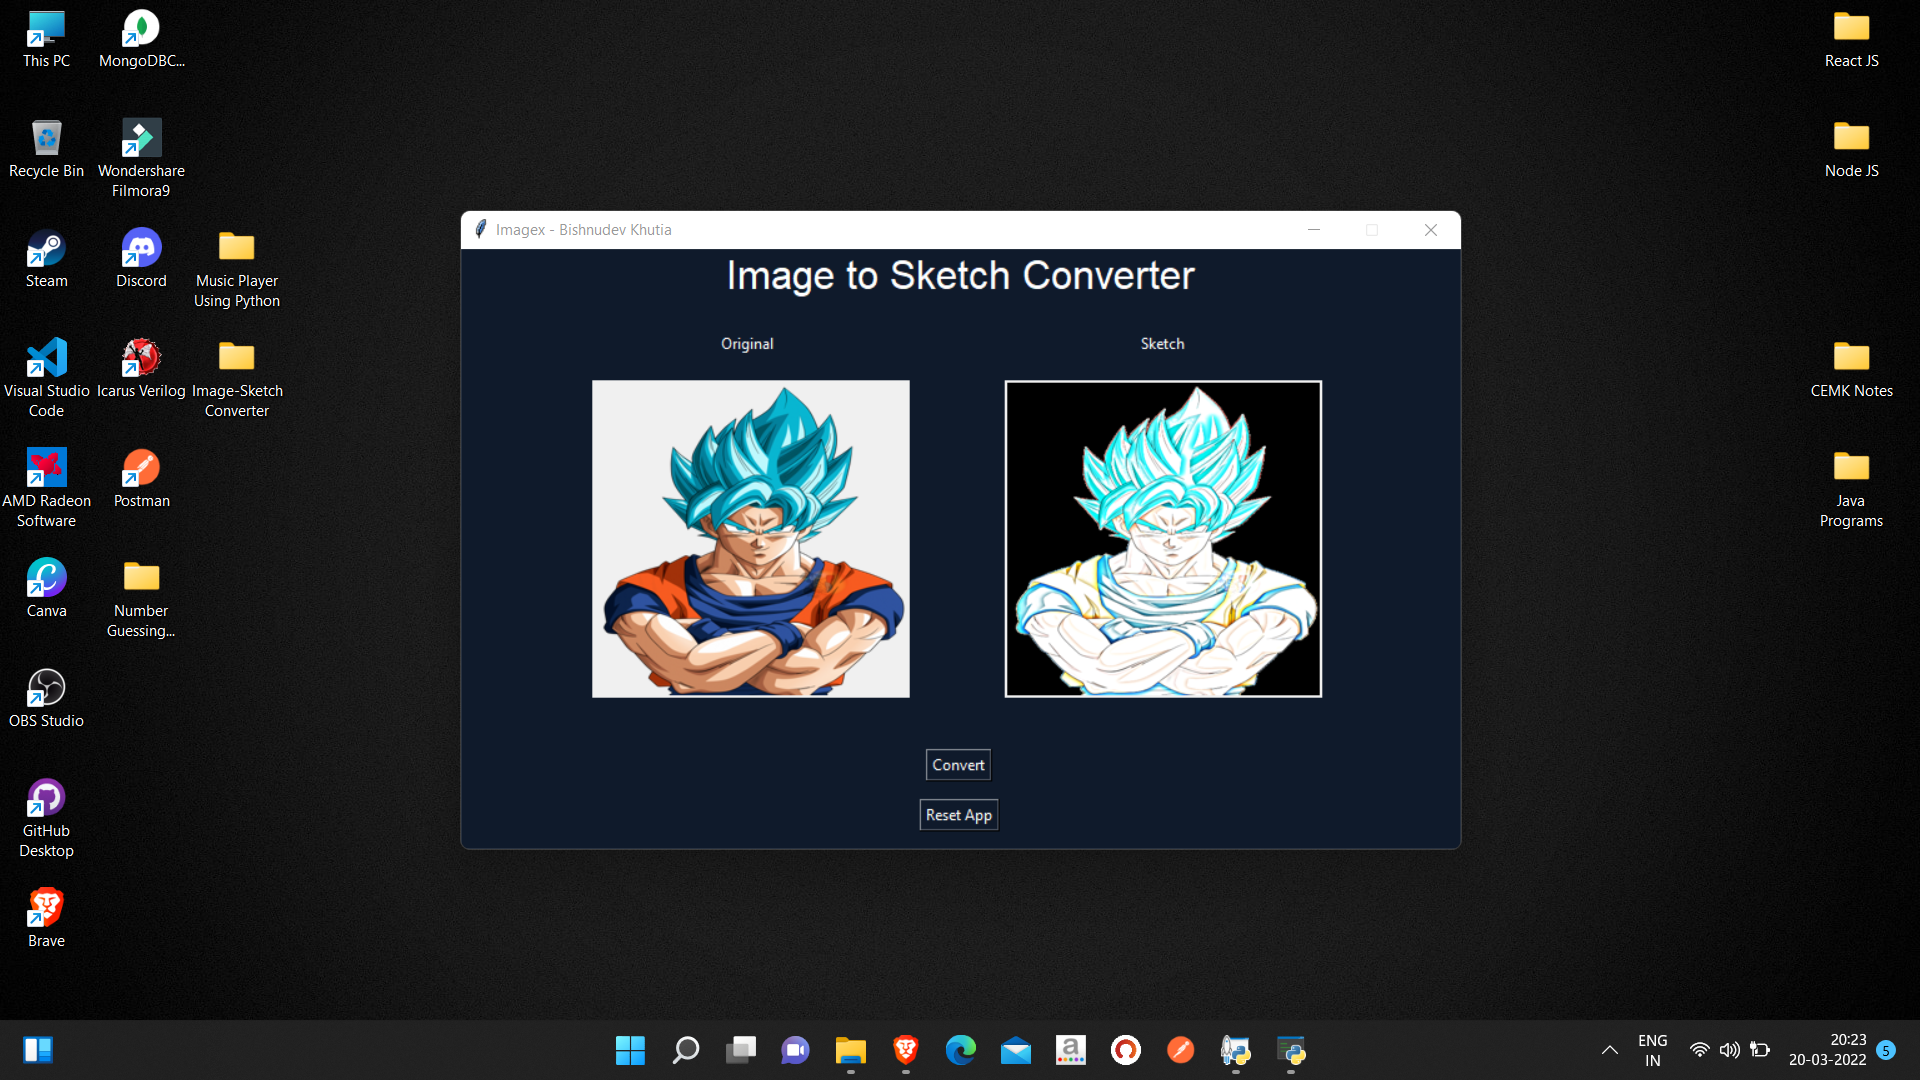 This PC
MongoDBC...
Recycle Bin
Wondershare
Filmora9
Steam
Discord
Music Player
Using Python
Visual Studio
Code
Icarus Verilog
Image-Sketch
Converter
AMD Radeon
Software
Postman
Canva
Number
Guessing...
OBS Studio
GitHub
Desktop
Brave
Imagex - Bishnudev Khutia
Image to Sketch Converter
Original
Sketch
Convert
Reset App
React JS
Node JS
CEMK Notes
Java
Programs
a
ENG
IN
20:23
20-03-2022
5